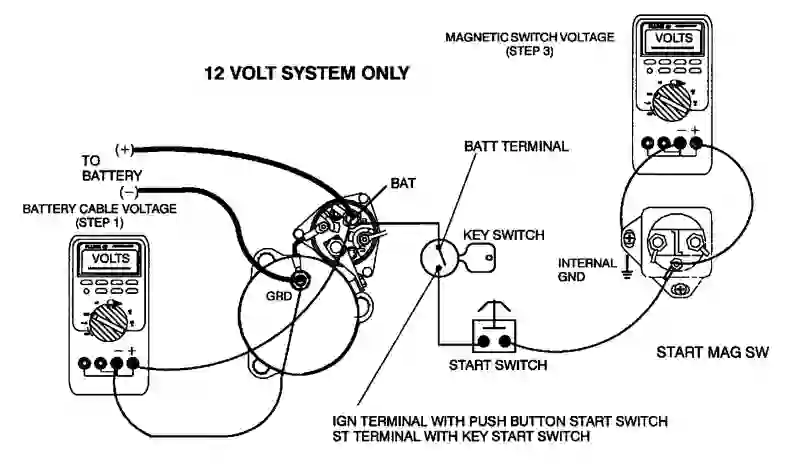 MAGNETIC SWITCH VOLTAGE
(STEP 3)
VOLTS
12 VOLT SYSTEM ONLY
(+)
TO
BATTERY
(−)
BATT TERMINAL
BAT
BATTERY CABLE VOLTAGE
(STEP 1)
VOLTS
− +
KEY SWITCH
INTERNAL
GND
GRD
START SWITCH
START MAG SW
− +
IGN TERMINAL WITH PUSH BUTTON START SWITCH
ST TERMINAL WITH KEY START SWITCH